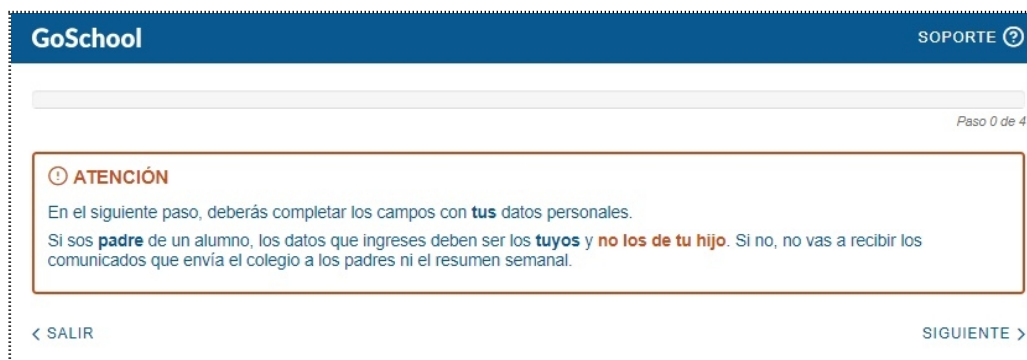 GoSchool
SOPORTE ?
Paso 0 de 4
ATENCIÓN
En el siguiente paso, deberás completar los campos con tus datos personales.
Si sos padre de un alumno, los datos que ingreses deben ser los tuyos y no los de tu hijo. Si no, no vas a recibir los
comunicados que envía el colegio a los padres ni el resumen semanal.
< SALIR
SIGUIENTE >